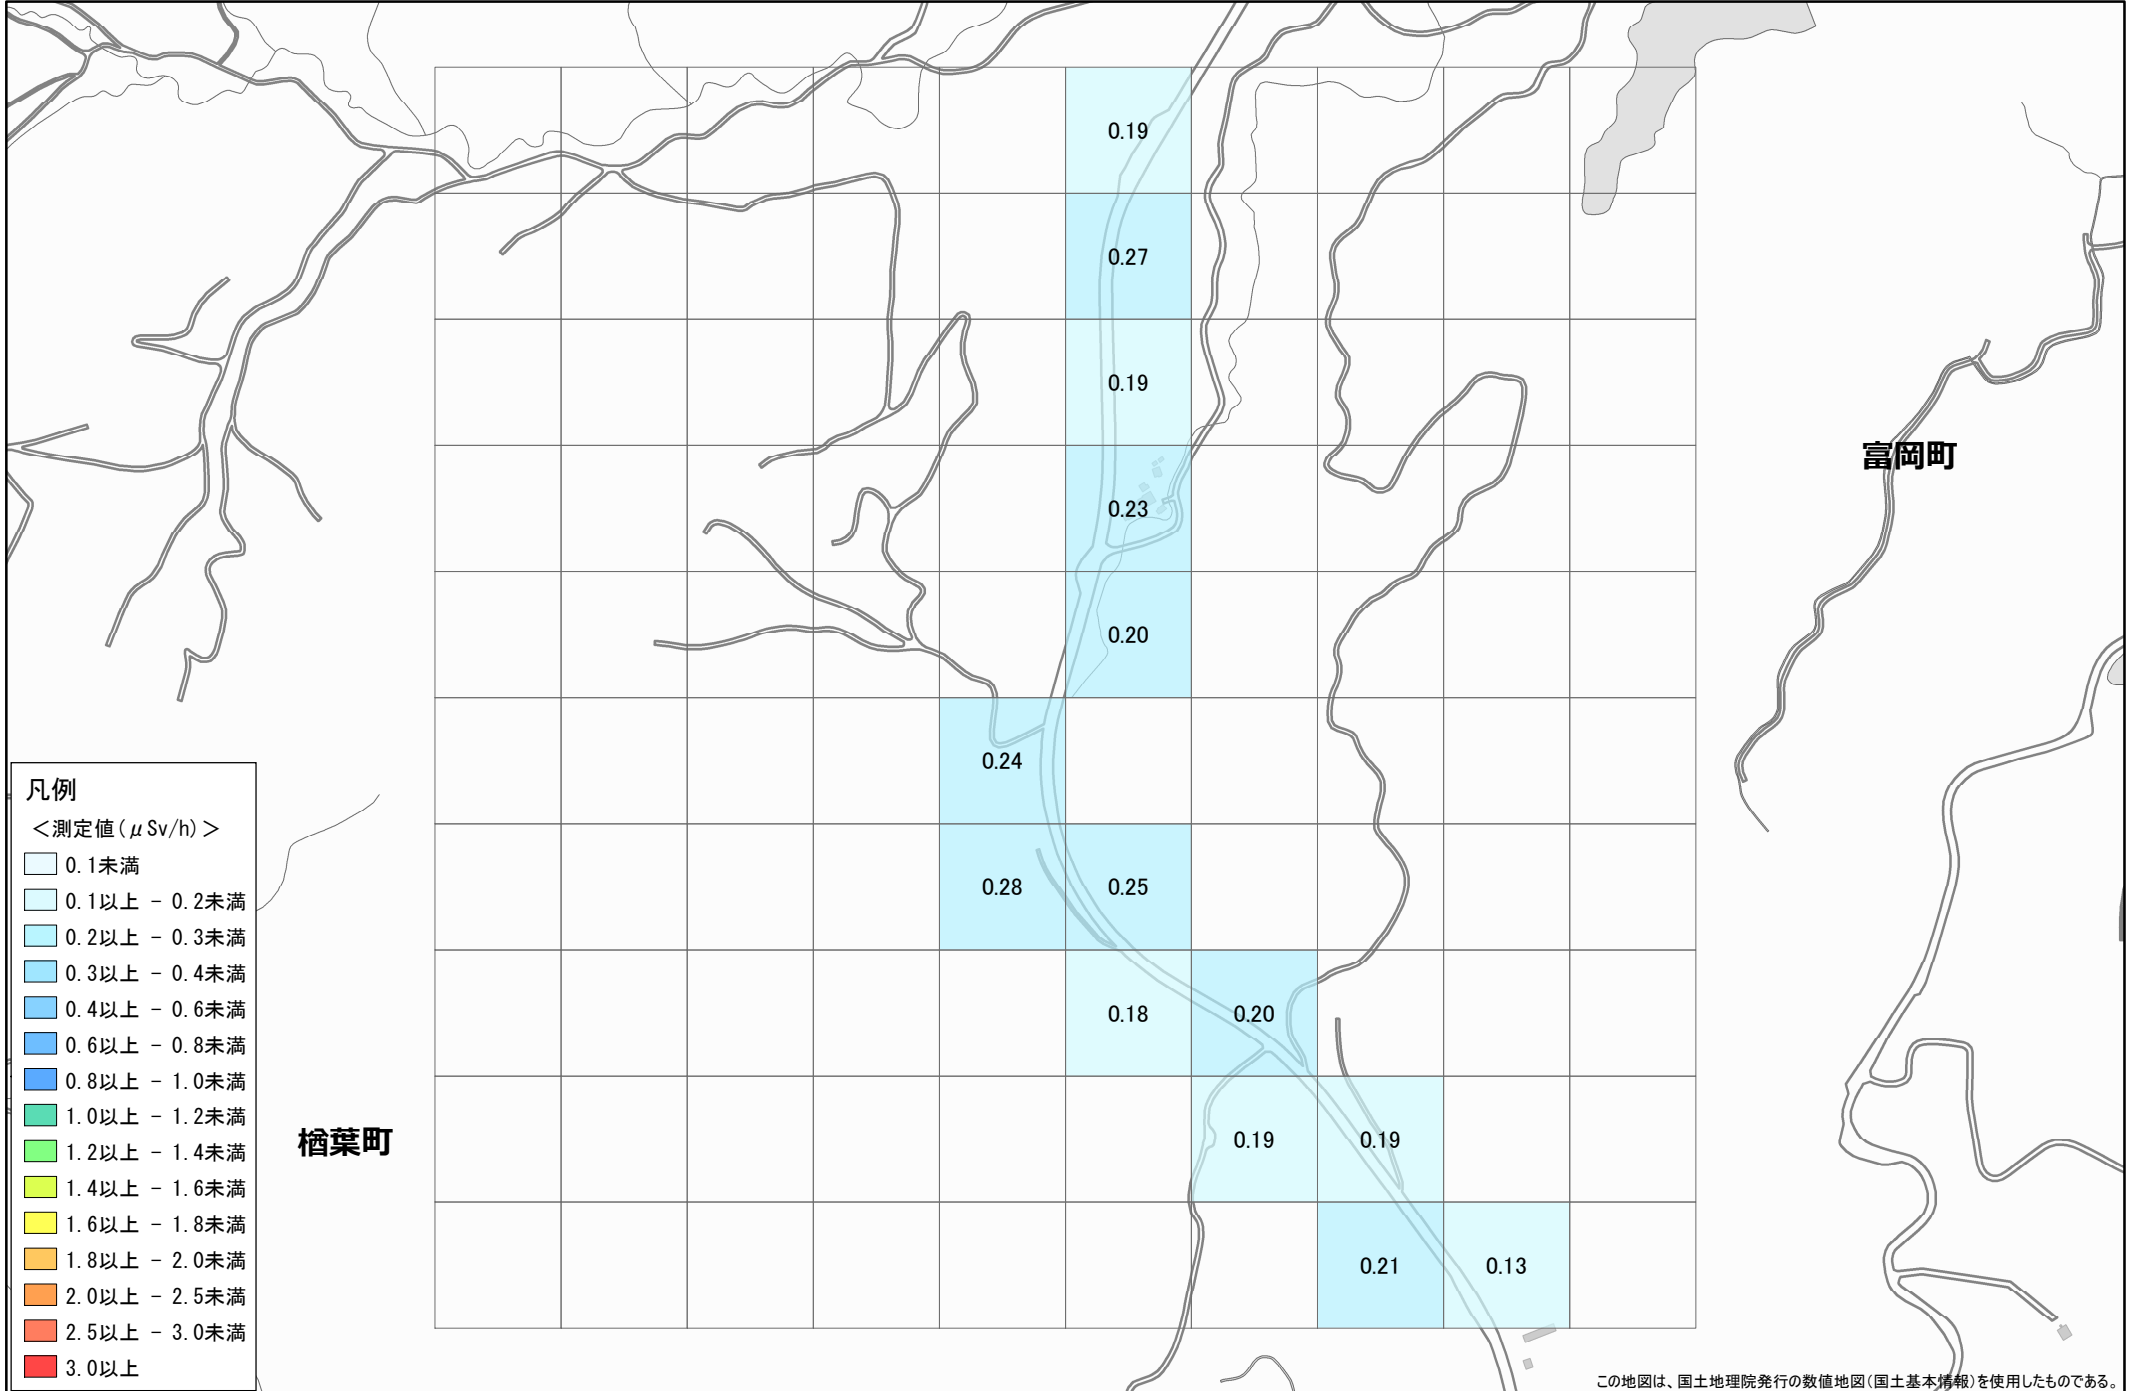 0.19
0.27
0.19
富岡町
0.23
0.20
0.24
0.28 0.25
0.18 0.20
楢葉町
0.19 0.19
0.21 0.13
凡例
＜測定値(μSv/h)＞
0.1未満
0.1以上 - 0.2未満
0.2以上 - 0.3未満
0.3以上 - 0.4未満
0.4以上 - 0.6未満
0.6以上 - 0.8未満
0.8以上 - 1.0未満
1.0以上 - 1.2未満
1.2以上 - 1.4未満
1.4以上 - 1.6未満
1.6以上 - 1.8未満
1.8以上 - 2.0未満
2.0以上 - 2.5未満
2.5以上 - 3.0未満
3.0以上
この地図は、国土地理院発行の数値地図(国土基本情報)を使用したものである。